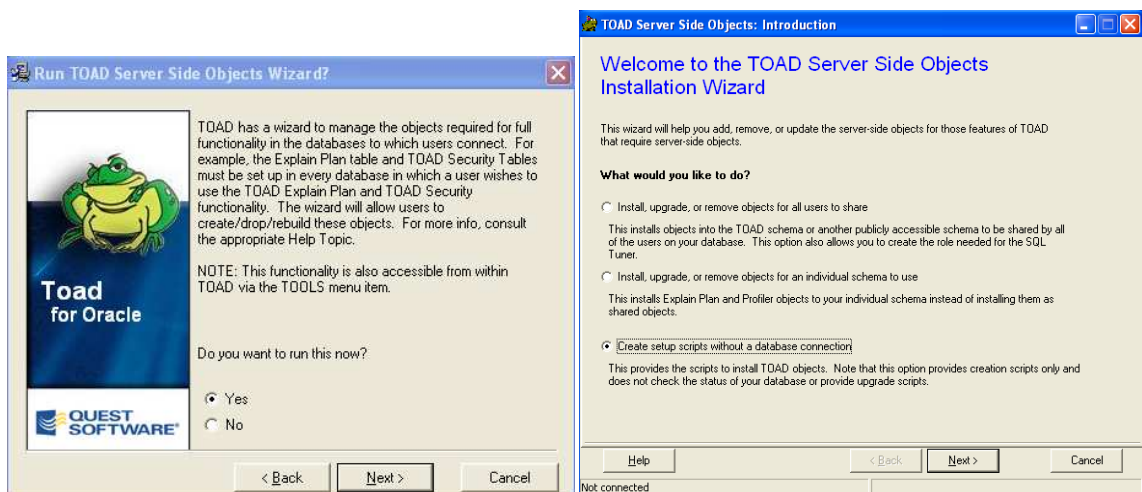 Run TOAD Server Side Objects Wizard?
TOAD has a wizard to manage the objects required for full
functionality in the databases to which users connect. For
example, the Explain Plan table and TOAD Security Tables
must be set up in every database in which a user wishes to
use the TOAD Explain Plan and TOAD Security
functionality. The wizard will allow users to
create/drop/rebuild these objects. For more info, consult
the appropriate Help Topic.
NOTE: This functionality is also accessible from within
TOAD via the TOOLS menu item.
Toad
for Oracle
Do you want to run this now?
Yes
No
QUEST
SOFTWARE®
< Back
Next >
Cancel
TOAD Server Side Objects: Introduction
Welcome to the TOAD Server Side Objects
Installation Wizard
This wizard will help you add, remove, or update the server-side objects for those features of TOAD
that require server-side objects.
What would you like to do?
Install, upgrade, or remove objects for all users to share
This installs objects into the TOAD schema or another publicly accessible schema to be shared by all
of the users on your database. This option also allows you to create the role needed for the SQL
Tuner.
Install, upgrade, or remove objects for an individual schema to use
This installs Explain Plan and Profiler objects to your individual schema instead of installing them as
shared objects.
Create setup scripts without a database connection
This provides the scripts to install TOAD objects. Note that this option provides creation scripts only and
does not check the status of your database or provide upgrade scripts.
Help
< Back
Next >
Cancel
Not connected